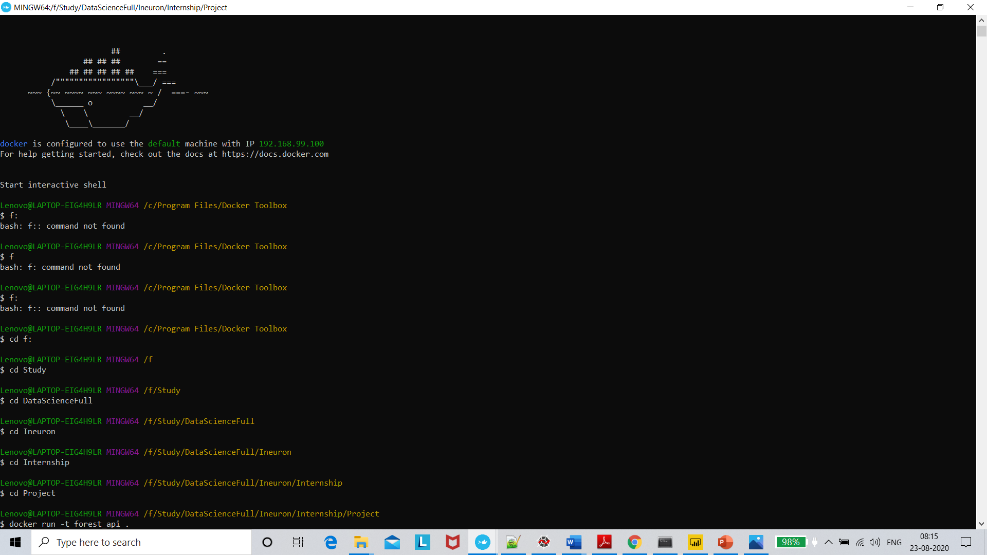 MINGW64:/f/Study/DataScienceFull/Ineuron/Internship/Project
##         .
## ## ##        ==
## ## ## ## ##    ===
/"""""""""""""""""\___/ ===
~~~ {~~ ~~~~ ~~~ ~~~~ ~~~ ~ /  ===- ~~~
\______ o           __/
\    \         __/
\____\_______/
docker is configured to use the default machine with IP 192.168.99.100
For help getting started, check out the docs at https://docs.docker.com
Start interactive shell
Lenovo@LAPTOP-EIG4H9LR MINGW64 /c/Program Files/Docker Toolbox
$ f:
bash: f:: command not found
Lenovo@LAPTOP-EIG4H9LR MINGW64 /c/Program Files/Docker Toolbox
$ f
bash: f: command not found
Lenovo@LAPTOP-EIG4H9LR MINGW64 /c/Program Files/Docker Toolbox
$ f:
bash: f:: command not found
Lenovo@LAPTOP-EIG4H9LR MINGW64 /c/Program Files/Docker Toolbox
$ cd f:
Lenovo@LAPTOP-EIG4H9LR MINGW64 /f
$ cd Study
Lenovo@LAPTOP-EIG4H9LR MINGW64 /f/Study
$ cd DataScienceFull
Lenovo@LAPTOP-EIG4H9LR MINGW64 /f/Study/DataScienceFull
$ cd Ineuron
Lenovo@LAPTOP-EIG4H9LR MINGW64 /f/Study/DataScienceFull/Ineuron
$ cd Internship
Lenovo@LAPTOP-EIG4H9LR MINGW64 /f/Study/DataScienceFull/Ineuron/Internship
$ cd Project
Lenovo@LAPTOP-EIG4H9LR MINGW64 /f/Study/DataScienceFull/Ineuron/Internship/Project
$ docker run -t forest_api .
Type here to search
98%
ENG
08:15
23-08-2020